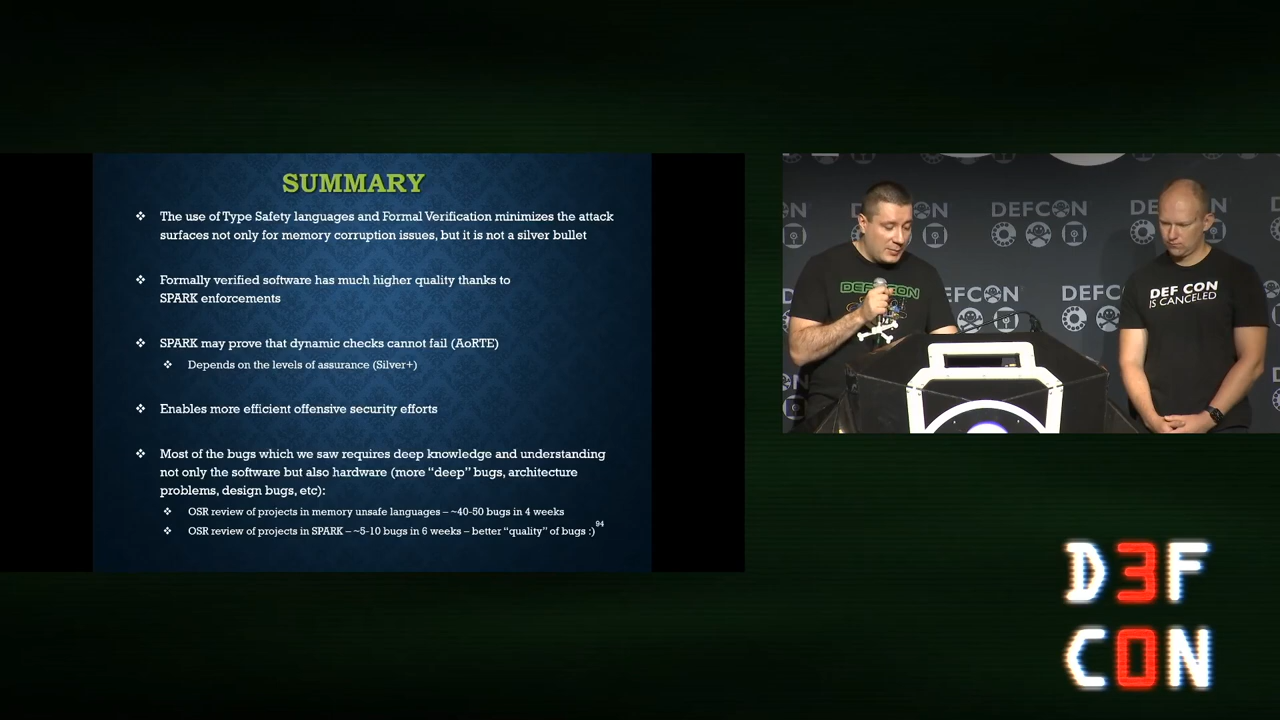 SUMMARY
❖ The use of Type Safety languages and Formal Verification minimizes the attack
surfaces not only for memory corruption issues, but it is not a silver bullet
❖ Formally verified software has much higher quality thanks to
SPARK enforcements
❖ SPARK may prove that dynamic checks cannot fail (AoRTE)
❖ Depends on the levels of assurance (Silver+)
❖ Enables more efficient offensive security efforts
❖ Most of the bugs which we saw requires deep knowledge and understanding
not only the software but also hardware (more “deep” bugs, architecture
problems, design bugs, etc):
❖ OSR review of projects in memory unsafe languages – ~40-50 bugs in 4 weeks
❖ OSR review of projects in SPARK – ~5-10 bugs in 6 weeks – better “quality” of bugs :)
94
DEFCON
DEF CON
DEF CON
IS CANCELED
D3F
C0N